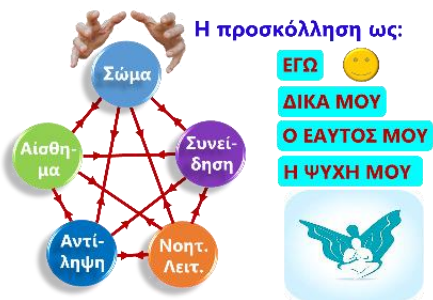 Η προσκόλληση ως:
Σώμα
Αίσθη-
μα
Συνεί-
δηση
Αντί-
ληψη
Νοητ.
Λειτ.
ΕΓΩ
ΔΙΚΑ ΜΟΥ
Ο ΕΑΥΤΟΣ ΜΟΥ
Η ΨΥΧΗ ΜΟΥ